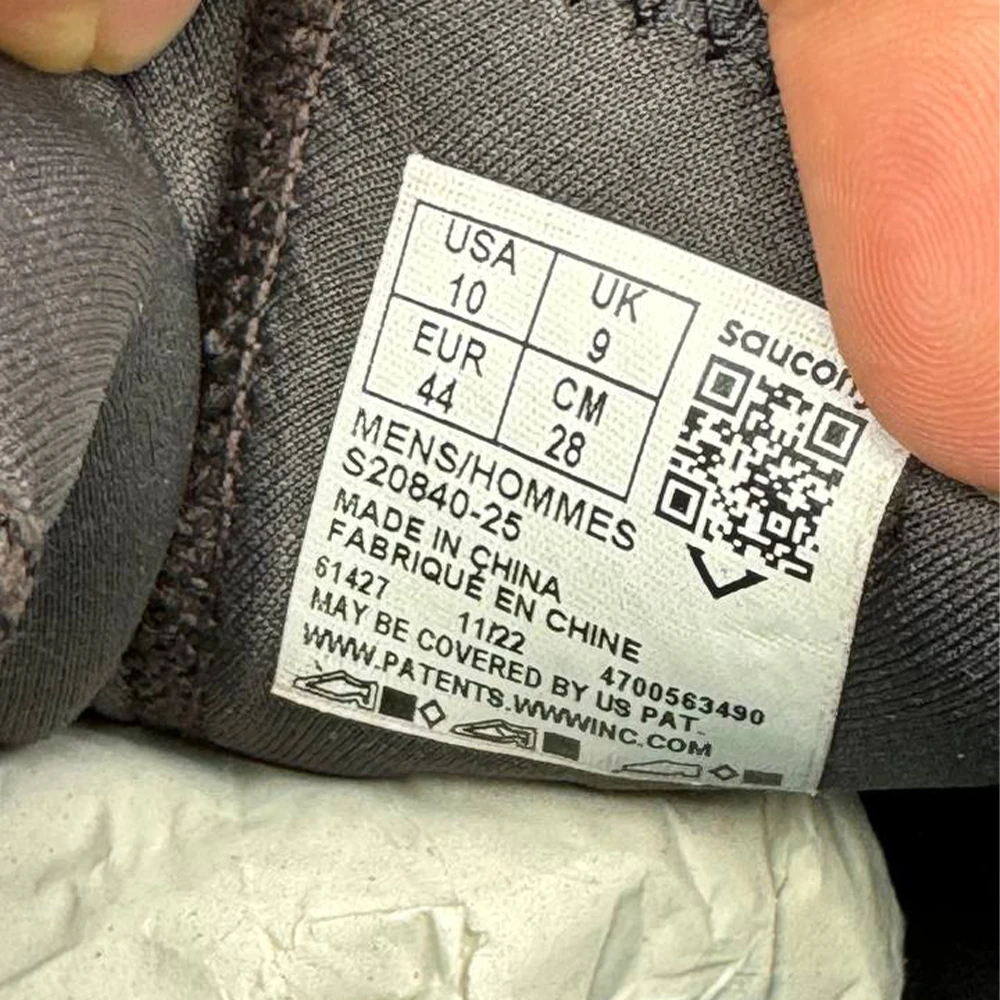 USA 10
UK 9
EUR 44
CM 28
saucony
MENS/HOMMES
S20840-25
MADE IN CHINA
FABRIQUÉ EN CHINE
61427 11/22 4700563490
MAY BE COVERED BY US PAT.
WWW.PATENTS.WWWINC.COM